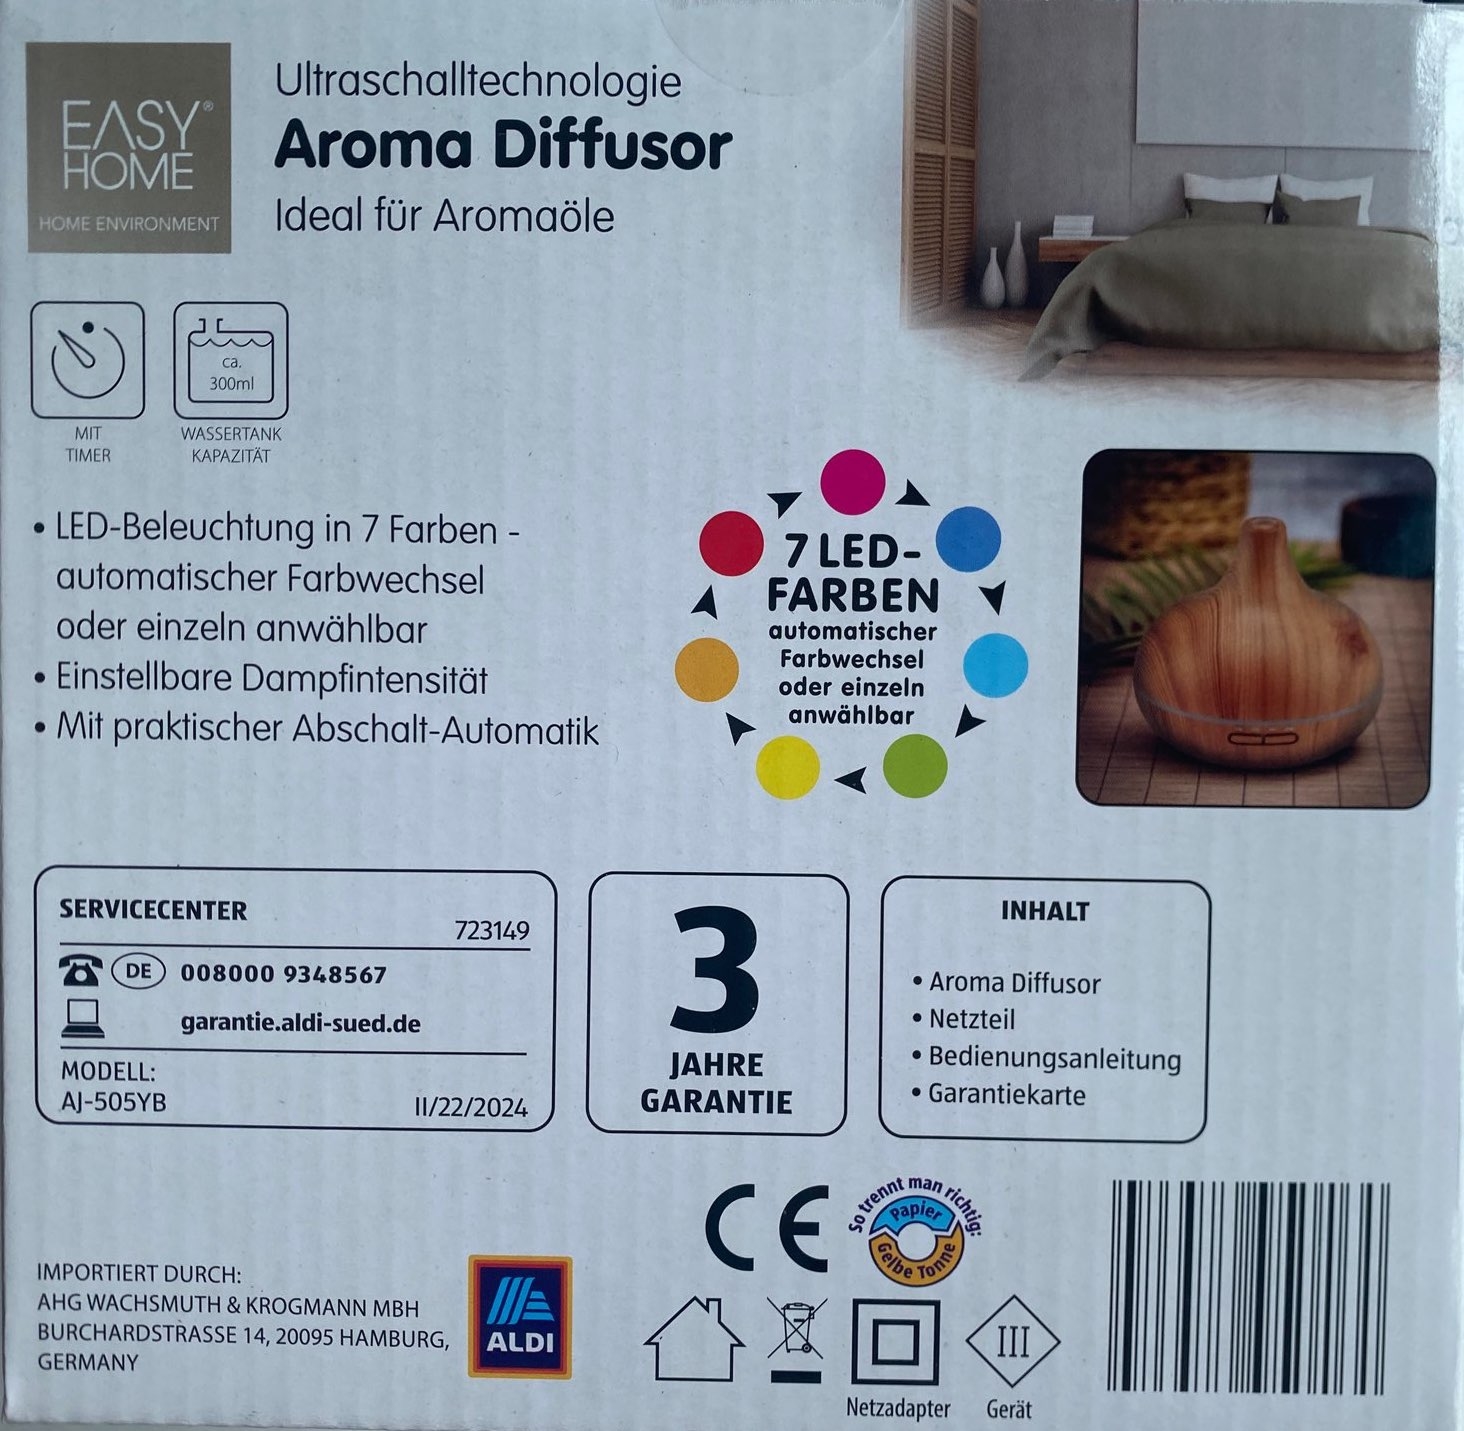 EASY®
HOME
HOME ENVIRONMENT
Ultraschalltechnologie
Aroma Diffusor
Ideal für Aromaöle
ca.
300ml
MIT
TIMER
WASSERTANK
KAPAZITÄT
• LED-Beleuchtung in 7 Farben -
automatischer Farbwechsel
oder einzeln anwählbar
• Einstellbare Dampfintensität
• Mit praktischer Abschalt-Automatik
7 LED-
FARBEN
automatischer
Farbwechsel
oder einzeln
anwählbar
SERVICECENTER
723149
DE 008000 9348567
garantie.aldi-sued.de
MODELL:
AJ-505YB
II/22/2024
3
JAHRE
GARANTIE
INHALT
• Aroma Diffusor
• Netzteil
• Bedienungsanleitung
• Garantiekarte
CE
So trennt man richtig:
Papier
Gelbe Tonne
IMPORTIERT DURCH:
AHG WACHSMUTH & KROGMANN MBH
BURCHARDSTRASSE 14, 20095 HAMBURG,
GERMANY
ALDI
III
Netzadapter
Gerät